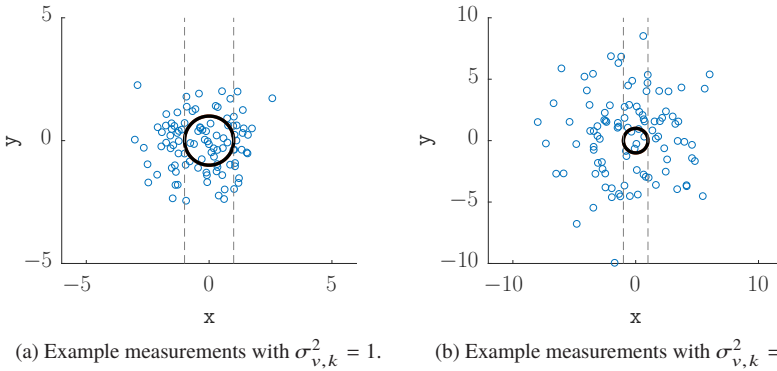 5
0
−5
y
−5
0
5
x
(a) Example measurements with σ²_{v,k} = 1.
10
5
0
−5
−10
y
−10
0
10
x
(b) Example measurements with σ²_{v,k} =